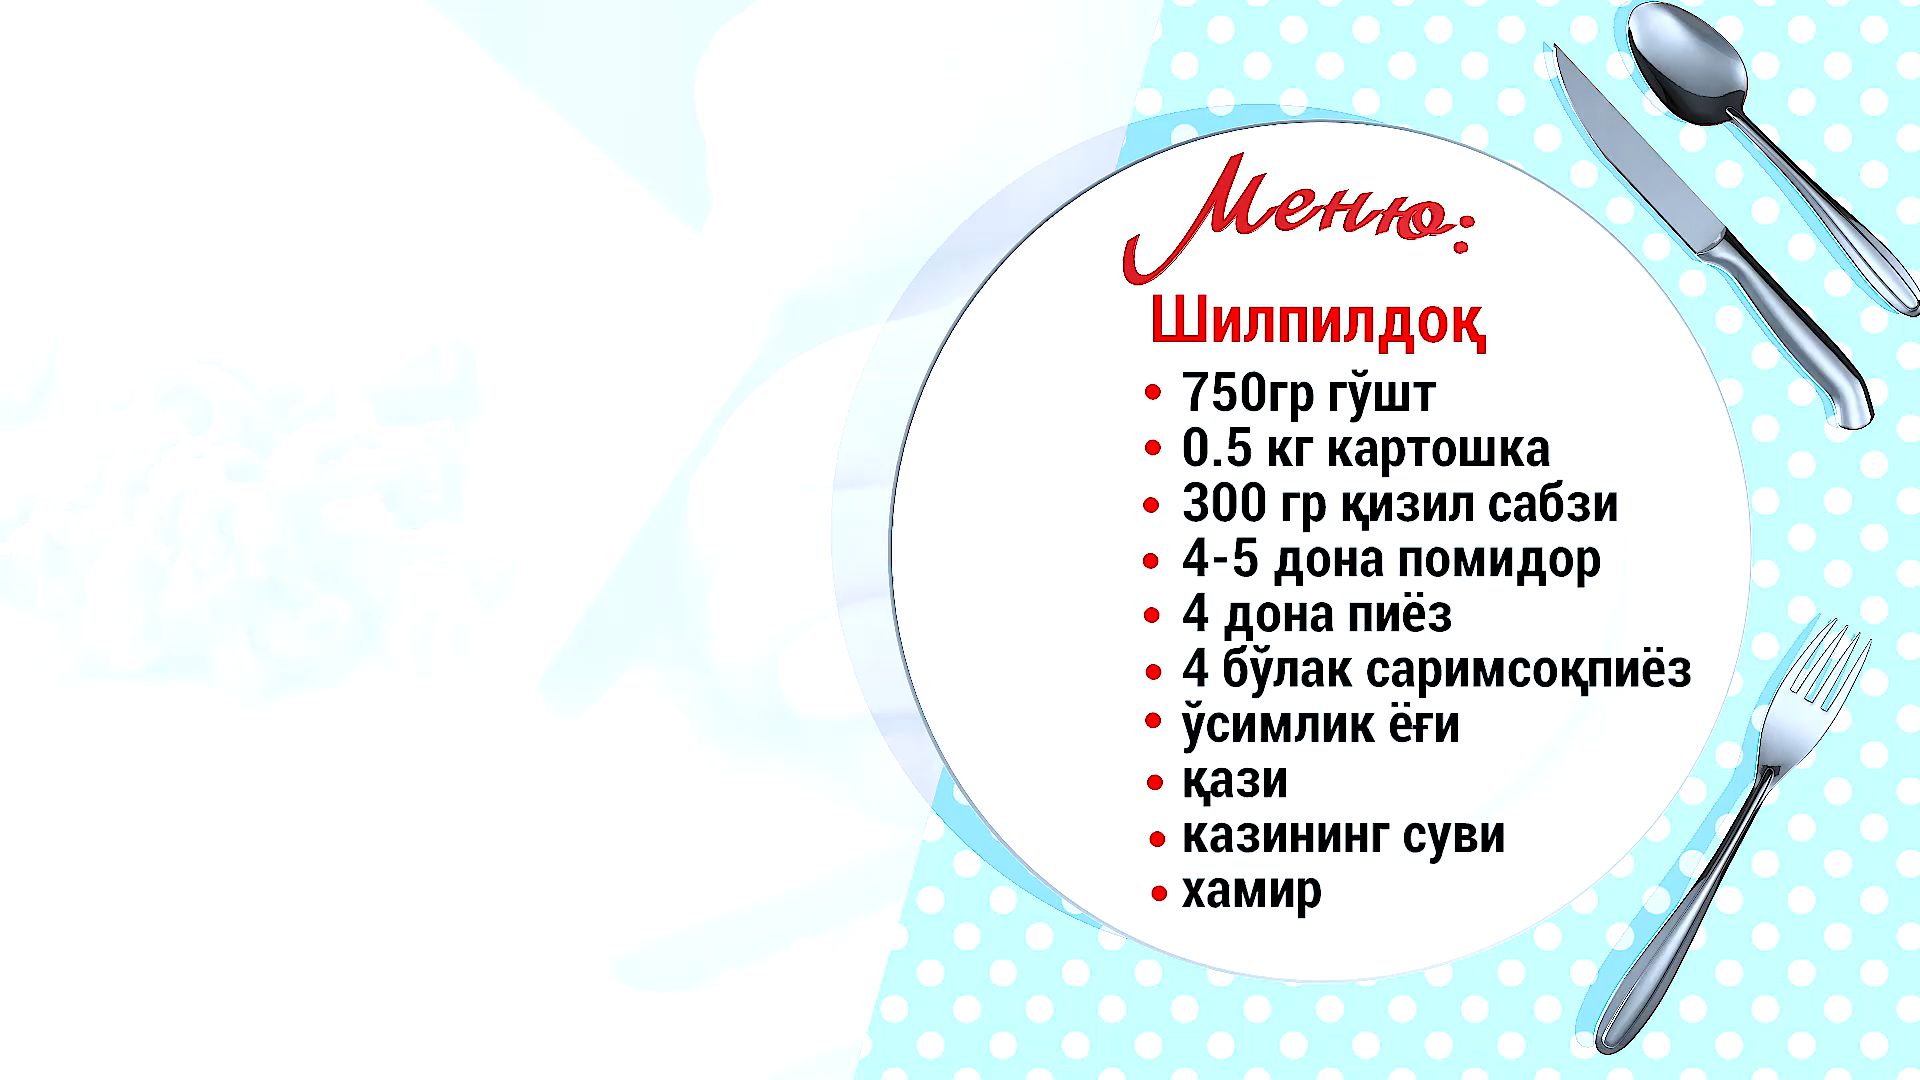 Меню:
Шилпилдоқ
• 750гр гўшт
• 0.5 кг картошка
• 300 гр қизил сабзи
• 4-5 дона помидор
• 4 дона пиёз
• 4 бўлак саримсоқпиёз
• ўсимлик ёғи
• қази
• казининг суви
• хамир